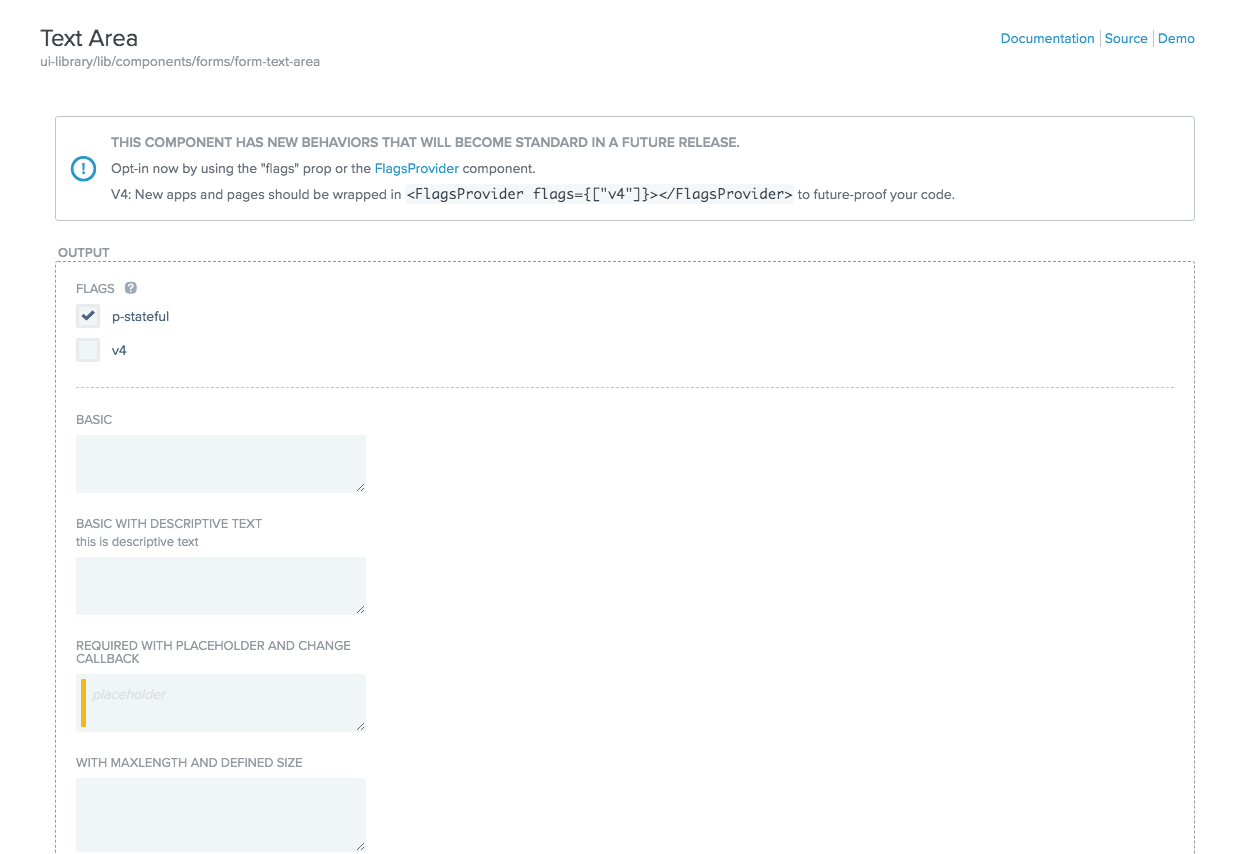 Text Area
Documentation Source Demo
ui-library/lib/components/forms/form-text-area
THIS COMPONENT HAS NEW BEHAVIORS THAT WILL BECOME STANDARD IN A FUTURE RELEASE.
Opt-in now by using the "flags" prop or the FlagsProvider component.
V4: New apps and pages should be wrapped in <FlagsProvider flags={["v4"]}></FlagsProvider> to future-proof your code.
OUTPUT
FLAGS ?
p-stateful
v4
BASIC
BASIC WITH DESCRIPTIVE TEXT
this is descriptive text
REQUIRED WITH PLACEHOLDER AND CHANGE
CALLBACK
placeholder
WITH MAXLENGTH AND DEFINED SIZE